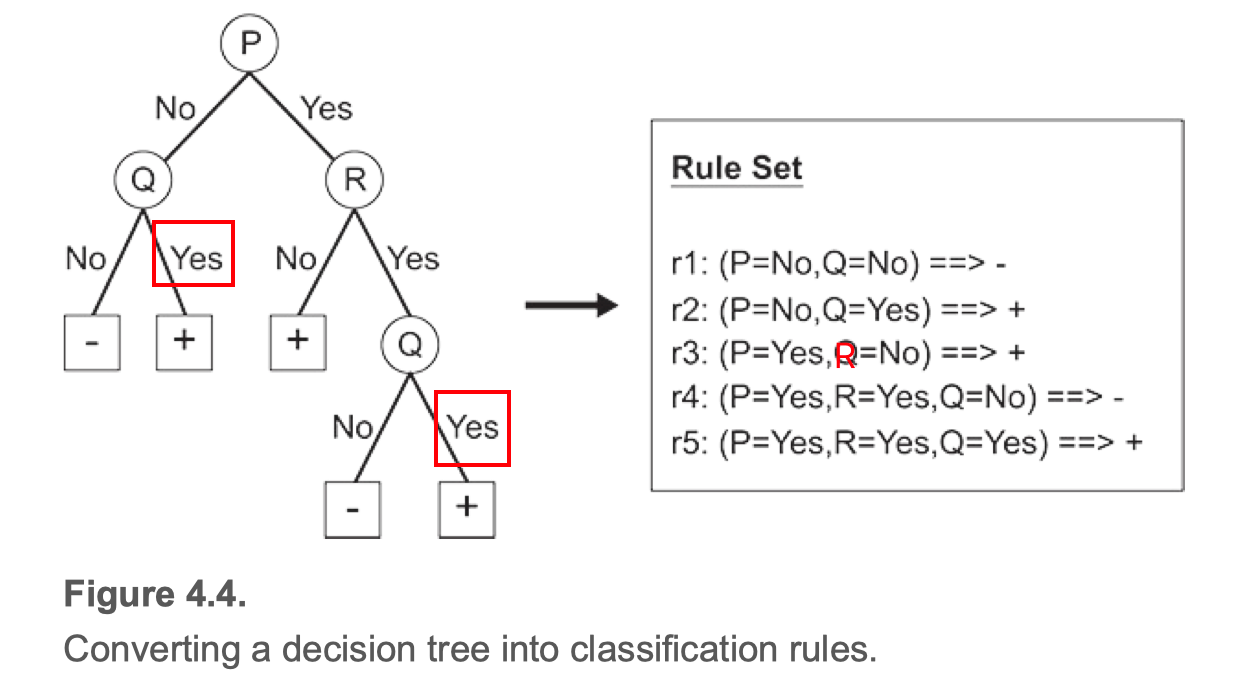 P
No Yes
Q R
No Yes No Yes
- + + Q
No Yes
- +
Rule Set
r1: (P=No,Q=No) ==> -
r2: (P=No,Q=Yes) ==> +
r3: (P=Yes,R=No) ==> +
r4: (P=Yes,R=Yes,Q=No) ==> -
r5: (P=Yes,R=Yes,Q=Yes) ==> +
Figure 4.4.
Converting a decision tree into classification rules.